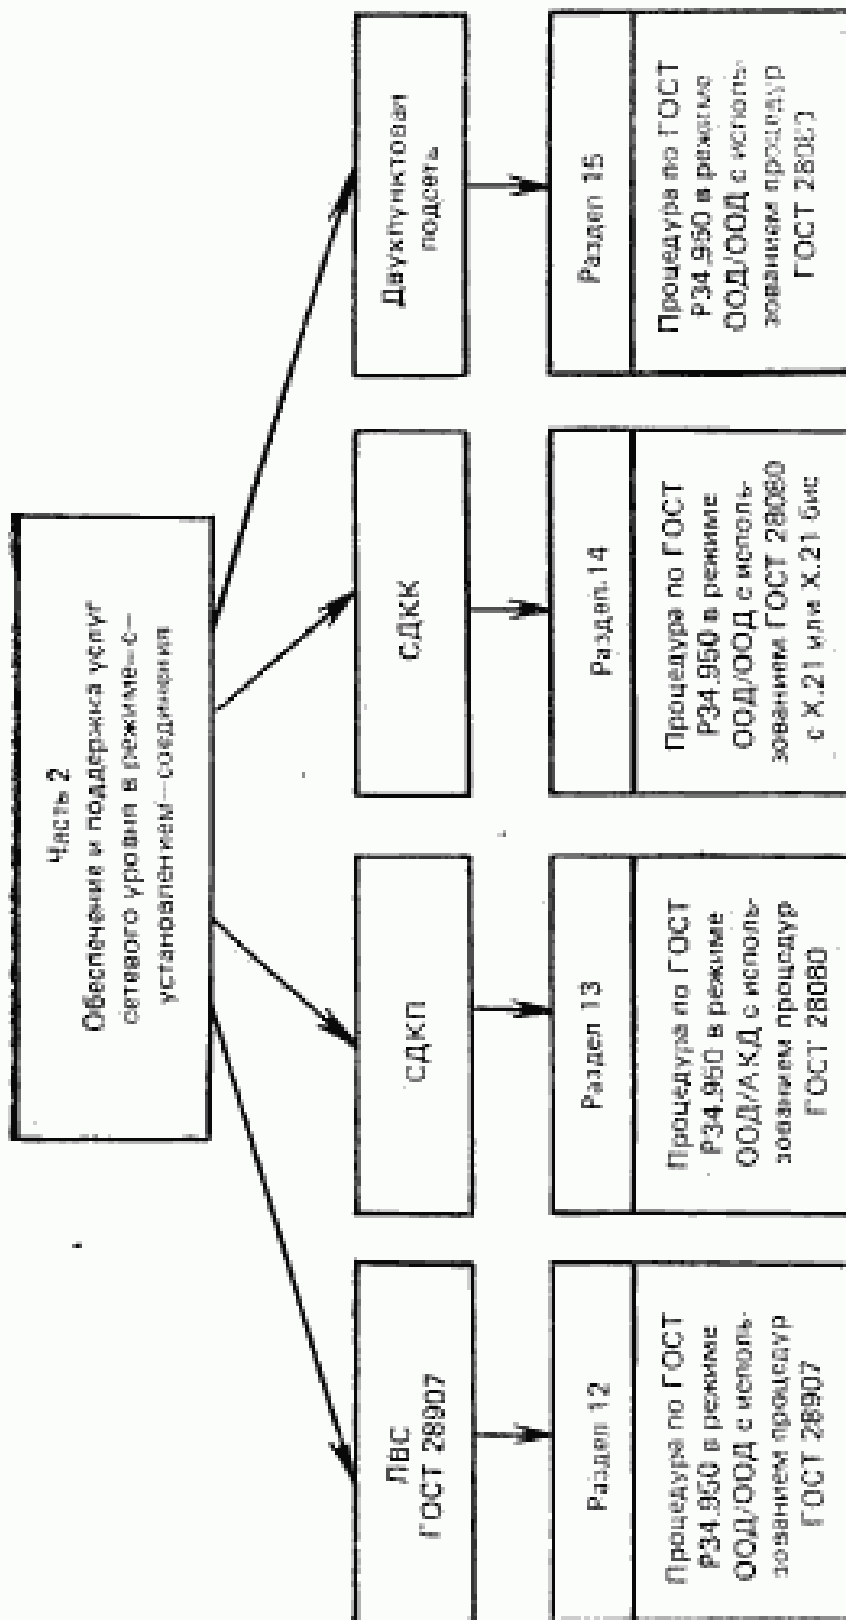 Часть 2
Обеспечение и поддержка услуг
сетевого уровня в режиме—с—
установлением—соединения
ЛВС
ГОСТ 28907
СДКП
СДКК
Двухпунктовая
подсеть
Раздел 12
Процедура по ГОСТ
Р34.950 в режиме
ООД/ООД с исполь-
зованием процедур
ГОСТ 28907
Раздел 13
Процедура по ГОСТ
Р34.950 в режиме
ООД/АКД с исполь-
зованием процедур
ГОСТ 28080
Раздел 14
Процедура по ГОСТ
Р34.950 в режиме
ООД/ООД с исполь-
зованием ГОСТ 28080
с X.21 или X.21 бис
Раздел 15
Процедура по ГОСТ
Р34.950 в режиме
ООД/ООД с исполь-
зованием процедур
ГОСТ 28080